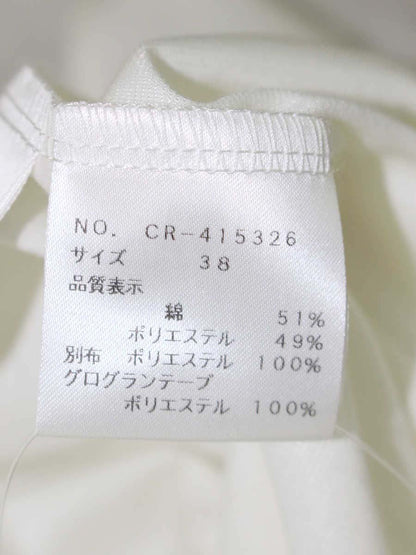 NO. CR-415326
サイズ 38
品質表示
綿 51%
ポリエステル 49%
別布 ポリエステル 100%
グログランテープ
ポリエステル 100%